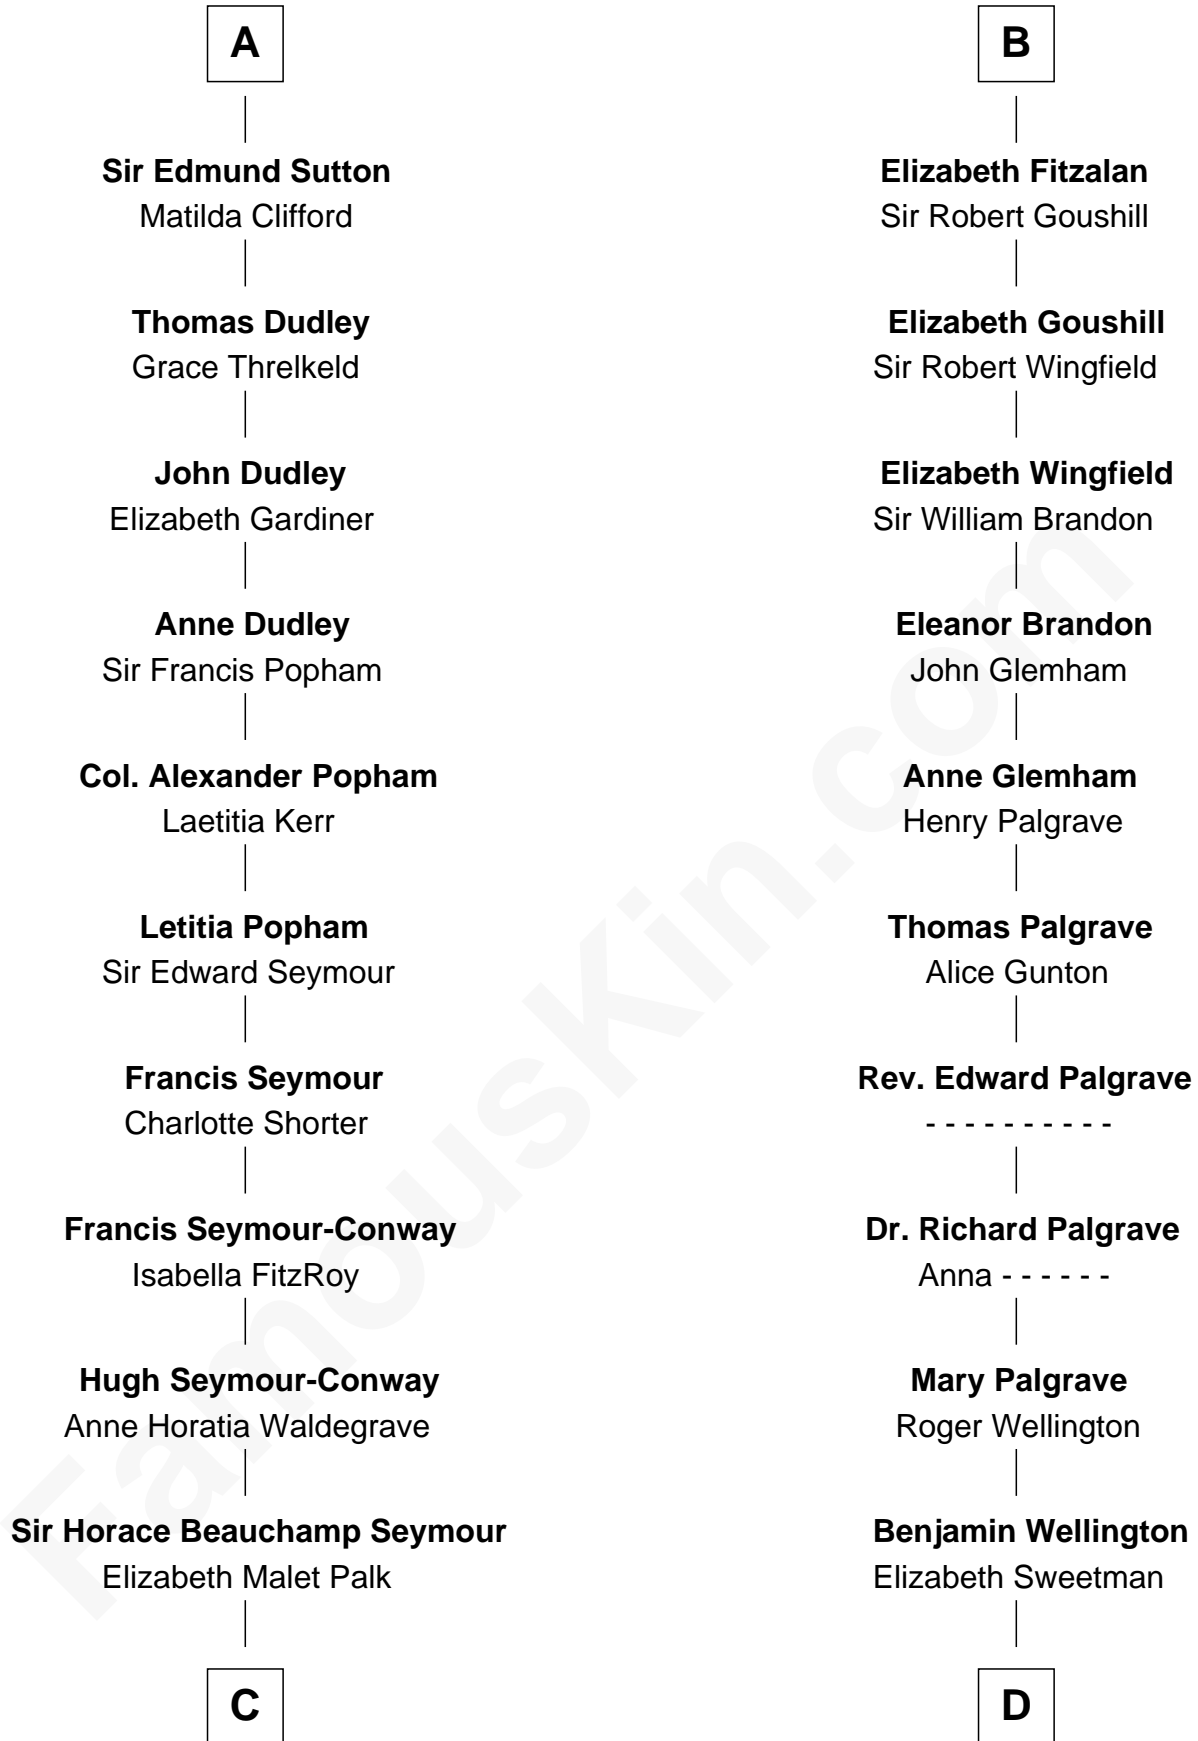 A
Sir Edmund Sutton
Matilda Clifford
Thomas Dudley
Grace Threlkeld
John Dudley
Elizabeth Gardiner
Anne Dudley
Sir Francis Popham
Col. Alexander Popham
Laetitia Kerr
Letitia Popham
Sir Edward Seymour
Francis Seymour
Charlotte Shorter
Francis Seymour-Conway
Isabella FitzRoy
Hugh Seymour-Conway
Anne Horatia Waldegrave
Sir Horace Beauchamp Seymour
Elizabeth Malet Palk
C
B
Elizabeth Fitzalan
Sir Robert Goushill
Elizabeth Goushill
Sir Robert Wingfield
Elizabeth Wingfield
Sir William Brandon
Eleanor Brandon
John Glemham
Anne Glemham
Henry Palgrave
Thomas Palgrave
Alice Gunton
Rev. Edward Palgrave
- - - - - - - - - -
Dr. Richard Palgrave
Anna - - - - - -
Mary Palgrave
Roger Wellington
Benjamin Wellington
Elizabeth Sweetman
D
FamousKin.com